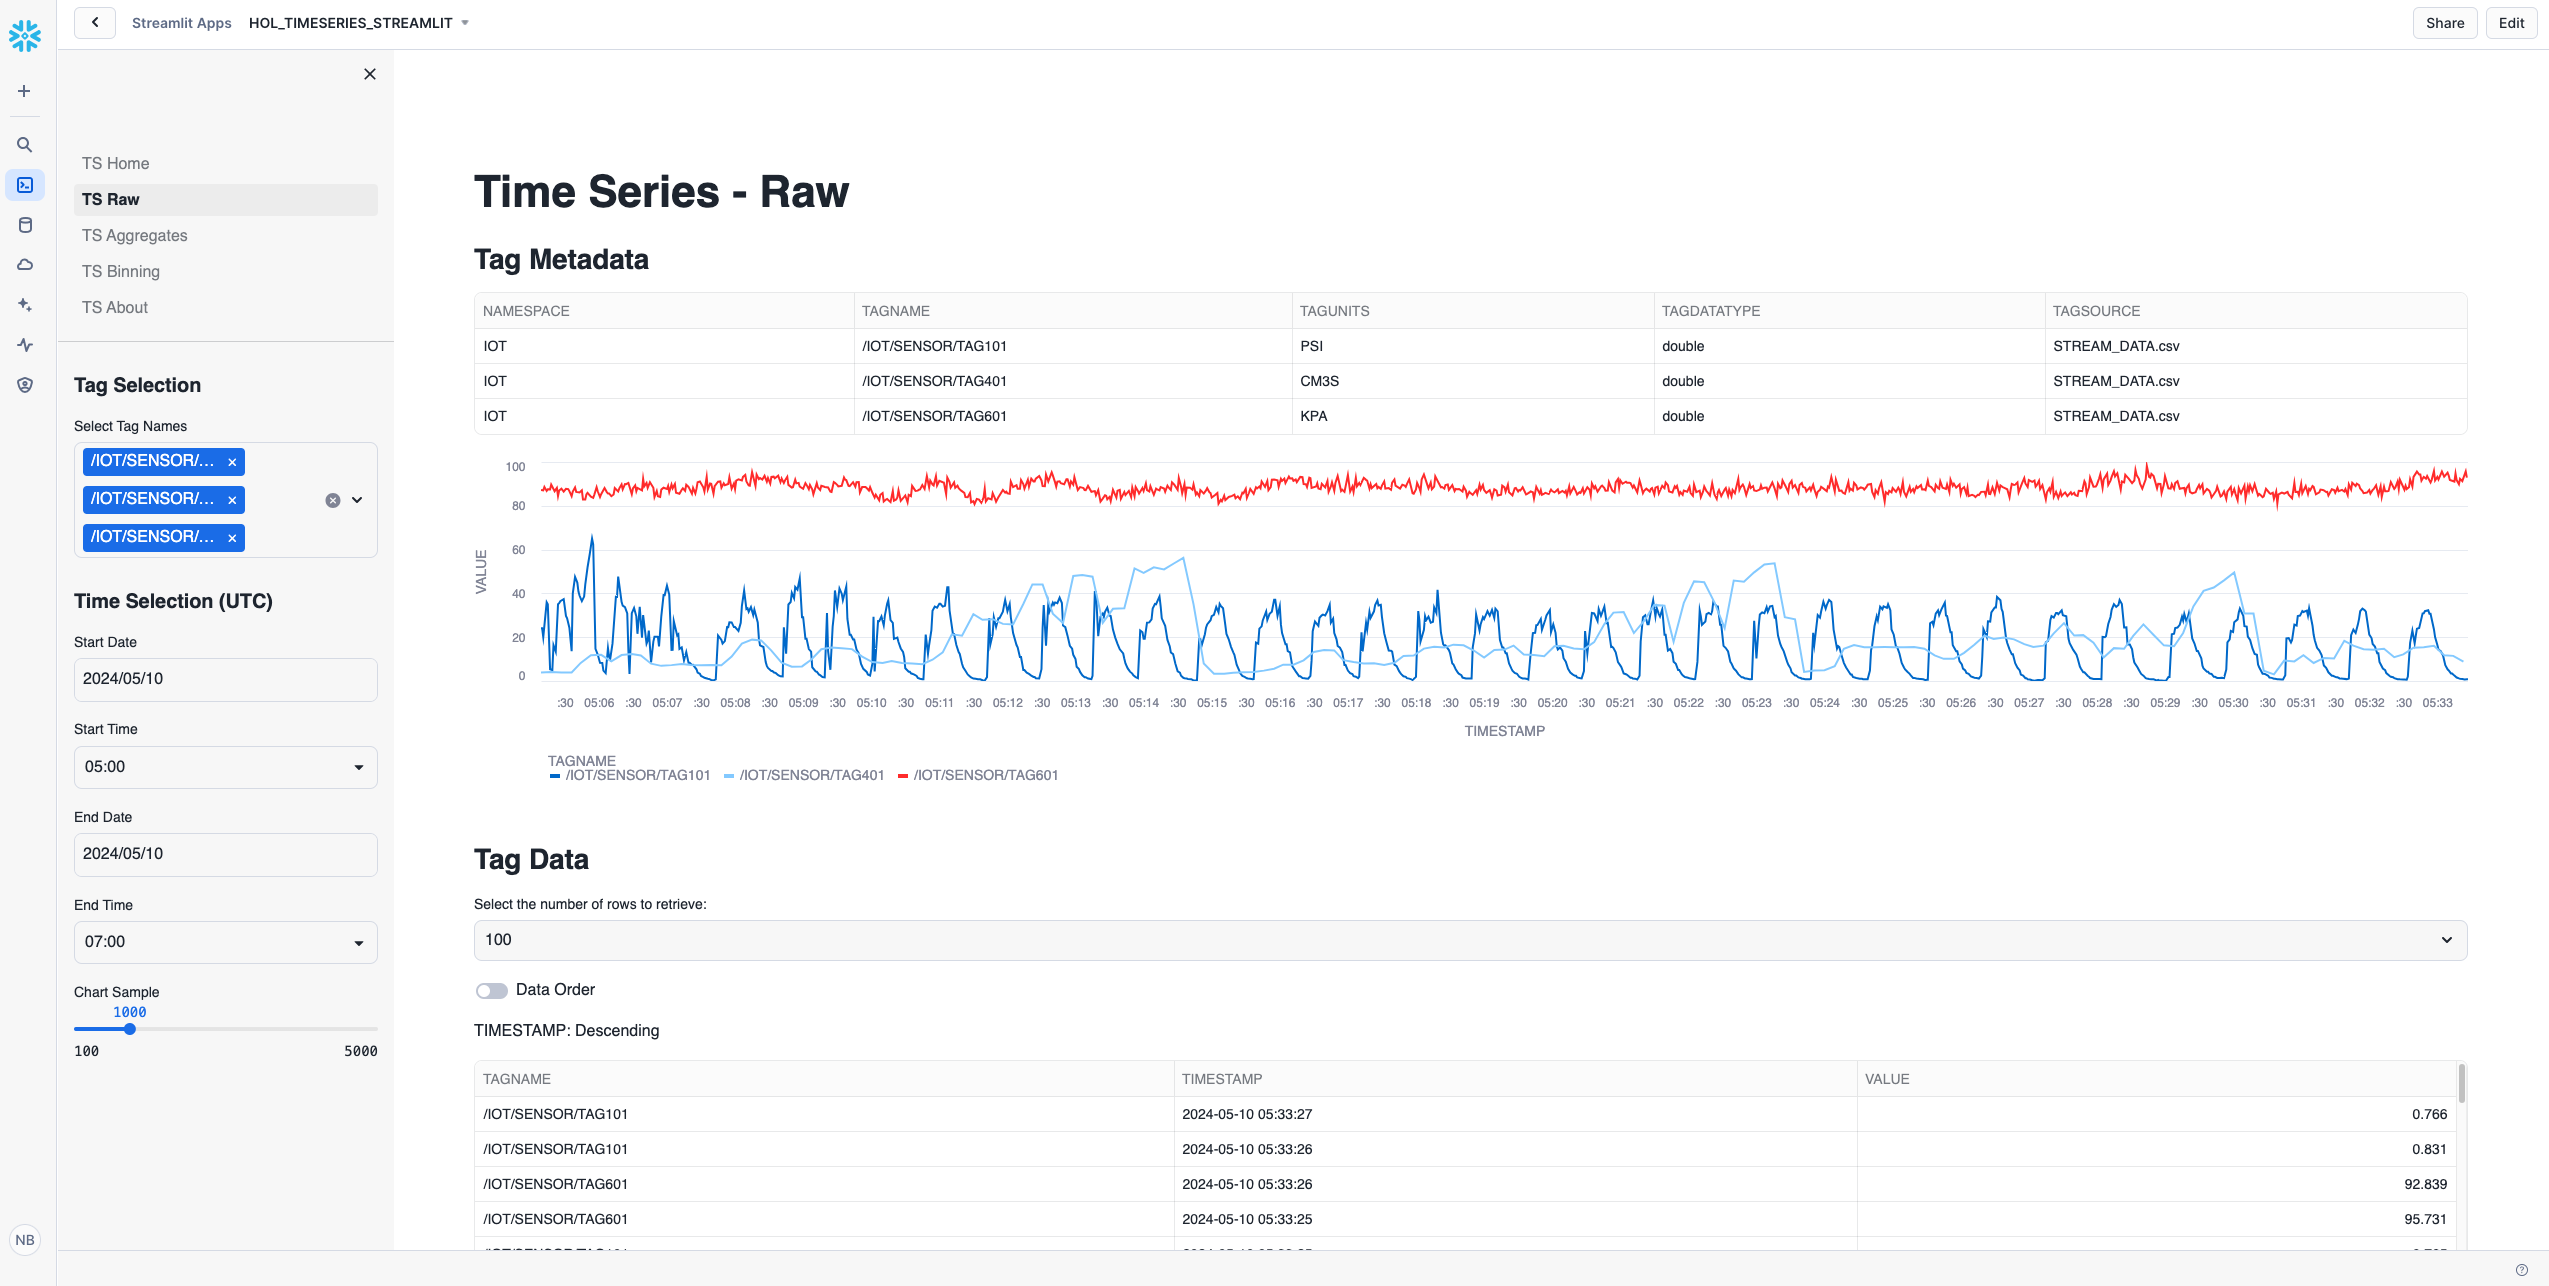 Streamlit Apps HOL_TIMESERIES_STREAMLIT
Share Edit
TS Home
TS Raw
TS Aggregates
TS Binning
TS About
Tag Selection
Select Tag Names
/IOT/SENSOR/...
/IOT/SENSOR/...
/IOT/SENSOR/...
Time Selection (UTC)
Start Date
2024/05/10
Start Time
05:00
End Date
2024/05/10
End Time
07:00
Chart Sample
1000
100 5000
NB
Time Series - Raw
Tag Metadata
NAMESPACE TAGNAME TAGUNITS TAGDATATYPE TAGSOURCE
IOT /IOT/SENSOR/TAG101 PSI double STREAM_DATA.csv
IOT /IOT/SENSOR/TAG401 CM3S double STREAM_DATA.csv
IOT /IOT/SENSOR/TAG601 KPA double STREAM_DATA.csv
100
80
60
40
20
0
VALUE
:30 05:06 :30 05:07 :30 05:08 :30 05:09 :30 05:10 :30 05:11 :30 05:12 :30 05:13 :30 05:14 :30 05:15 :30 05:16 :30 05:17 :30 05:18 :30 05:19 :30 05:20 :30 05:21 :30 05:22 :30 05:23 :30 05:24 :30 05:25 :30 05:26 :30 05:27 :30 05:28 :30 05:29 :30 05:30 :30 05:31 :30 05:32 :30 05:33
TIMESTAMP
TAGNAME
/IOT/SENSOR/TAG101 /IOT/SENSOR/TAG401 /IOT/SENSOR/TAG601
Tag Data
Select the number of rows to retrieve:
100
Data Order
TIMESTAMP: Descending
TAGNAME TIMESTAMP VALUE
/IOT/SENSOR/TAG101 2024-05-10 05:33:27 0.766
/IOT/SENSOR/TAG101 2024-05-10 05:33:26 0.831
/IOT/SENSOR/TAG601 2024-05-10 05:33:26 92.839
/IOT/SENSOR/TAG601 2024-05-10 05:33:25 95.731